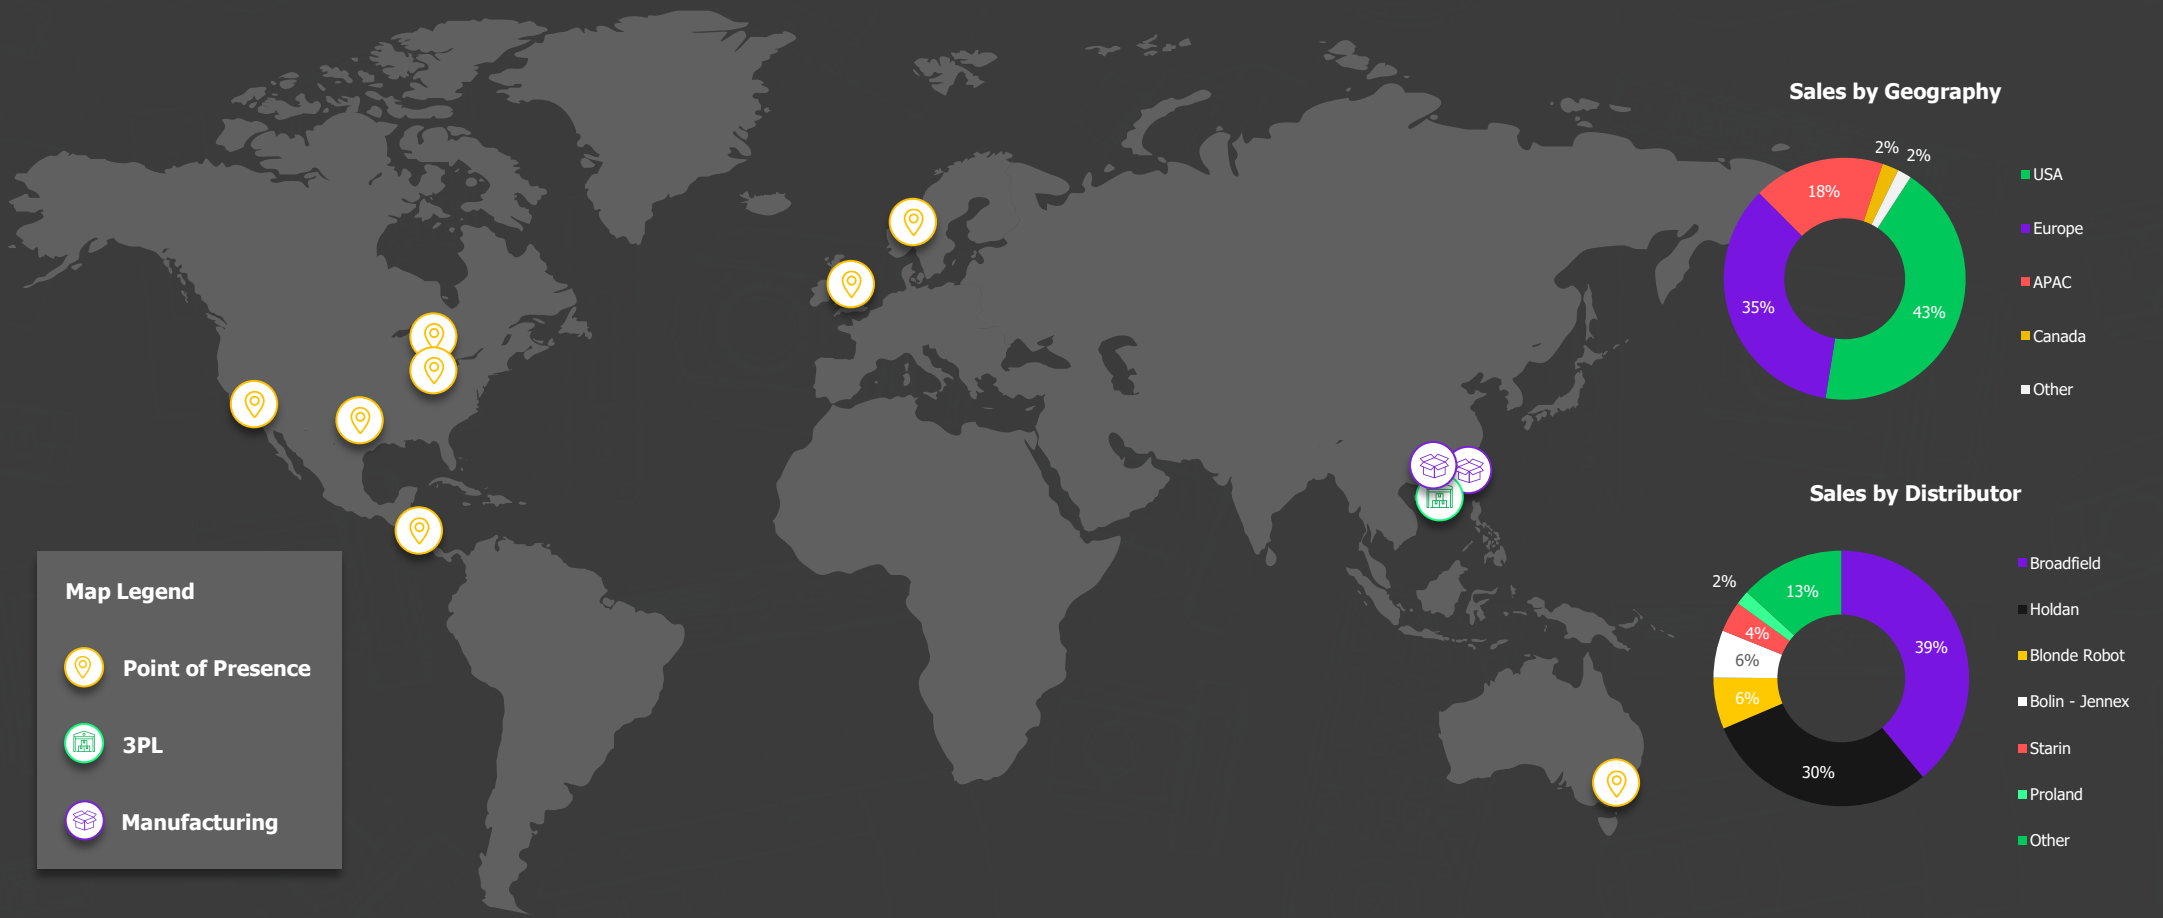 Sales by Geography
2%
2%
18%
35%
43%
USA
Europe
APAC
Canada
Other
Sales by Distributor
2%
13%
4%
6%
6%
39%
30%
Broadfield
Holdan
Blonde Robot
Bolin - Jennex
Starin
Proland
Other
Map Legend
Point of Presence
3PL
Manufacturing